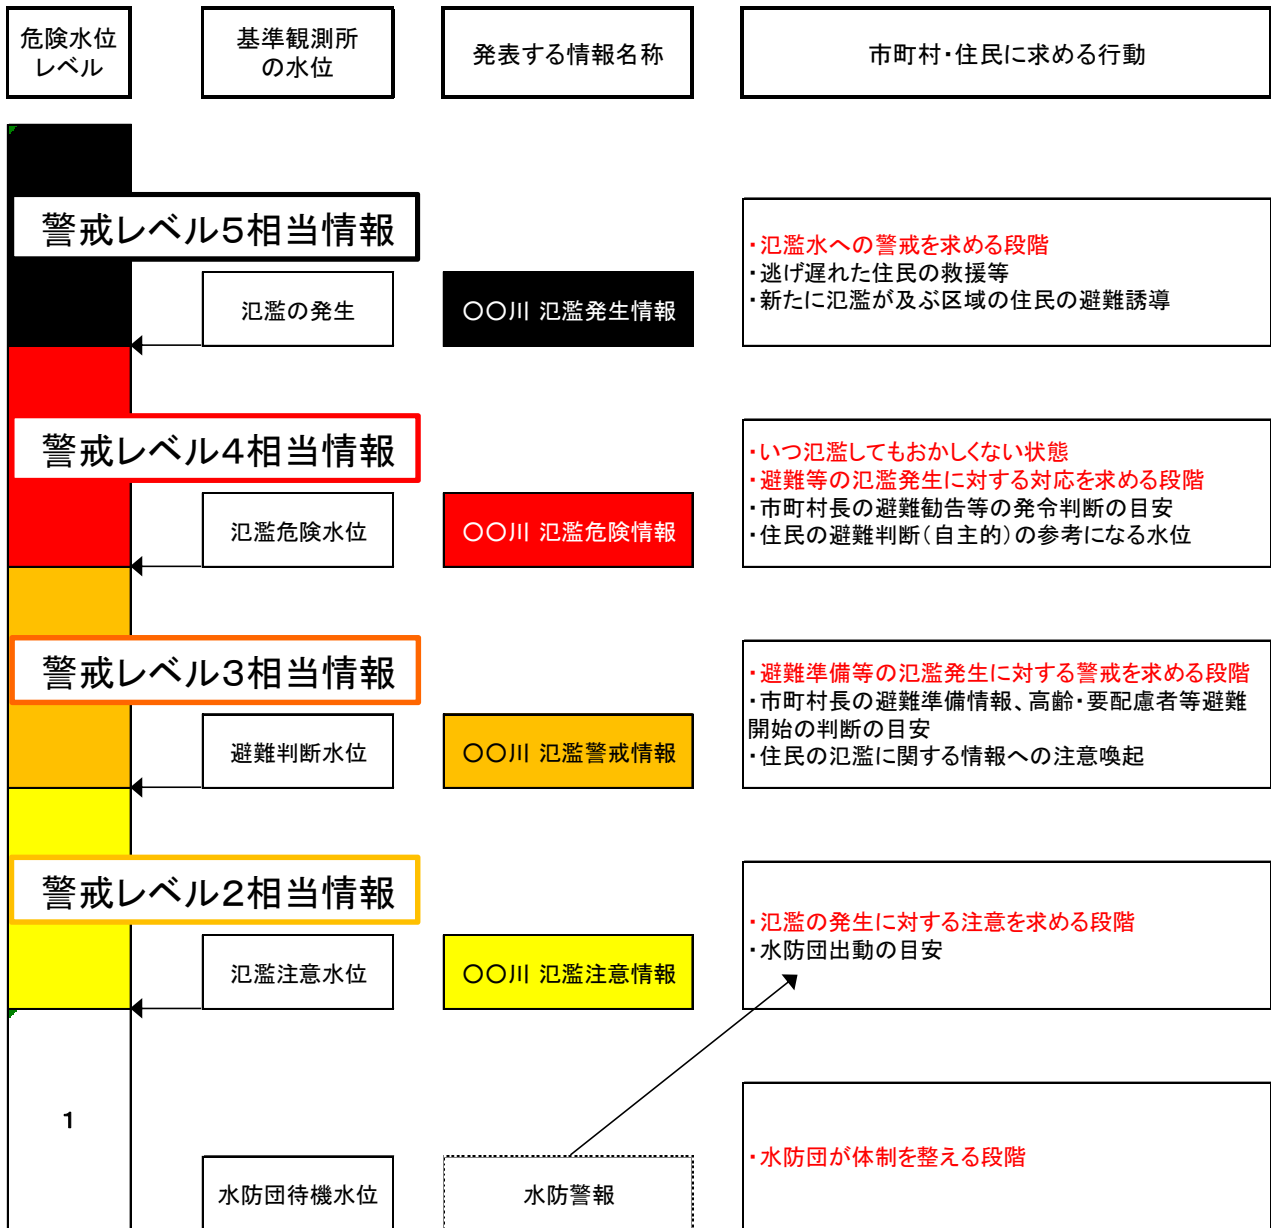 危険水位
レベル
基準観測所
の水位
発表する情報名称
市町村・住民に求める行動
警戒レベル5相当情報
氾濫の発生
〇〇川 氾濫発生情報
・氾濫水への警戒を求める段階
・逃げ遅れた住民の救援等
・新たに氾濫が及ぶ区域の住民の避難誘導
警戒レベル4相当情報
氾濫危険水位
〇〇川 氾濫危険情報
・いつ氾濫してもおかしくない状態
・避難等の氾濫発生に対する対応を求める段階
・市町村長の避難勧告等の発令判断の目安
・住民の避難判断（自主的）の参考になる水位
警戒レベル3相当情報
避難判断水位
〇〇川 氾濫警戒情報
・避難準備等の氾濫発生に対する警戒を求める段階
・市町村長の避難準備情報、高齢・要配慮者等避難
開始の判断の目安
・住民の氾濫に関する情報への注意喚起
警戒レベル2相当情報
氾濫注意水位
〇〇川 氾濫注意情報
・氾濫の発生に対する注意を求める段階
・水防団出動の目安
1
水防団待機水位
水防警報
・水防団が体制を整える段階